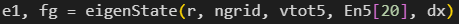 e1, fg = eigenState(r, ngrid, vtot5, En5[20], dx)